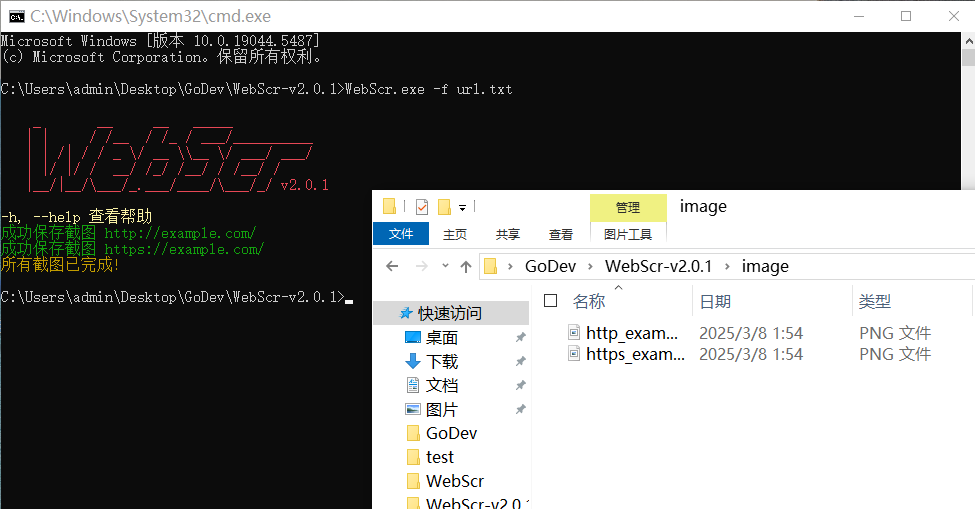 C:\Windows\System32\cmd.exe
Microsoft Windows [版本 10.0.19044.5487]
(c) Microsoft Corporation。保留所有权利。
C:\Users\admin\Desktop\GoDev\WebScr-v2.0.1>WebScr.exe -f url.txt
WebScr
v2.0.1
-h, --help 查看帮助
成功保存截图 http://example.com/
成功保存截图 https://example.com/
所有截图已完成!
C:\Users\admin\Desktop\GoDev\WebScr-v2.0.1>
管理
image
文件
主页
共享
查看
图片工具
GoDev
WebScr-v2.0.1
image
名称
日期
类型
快速访问
桌面
下载
文档
图片
GoDev
test
WebScr
WebScr-v2.0.1
http_exam...
2025/3/8 1:54
PNG 文件
https_exam...
2025/3/8 1:54
PNG 文件